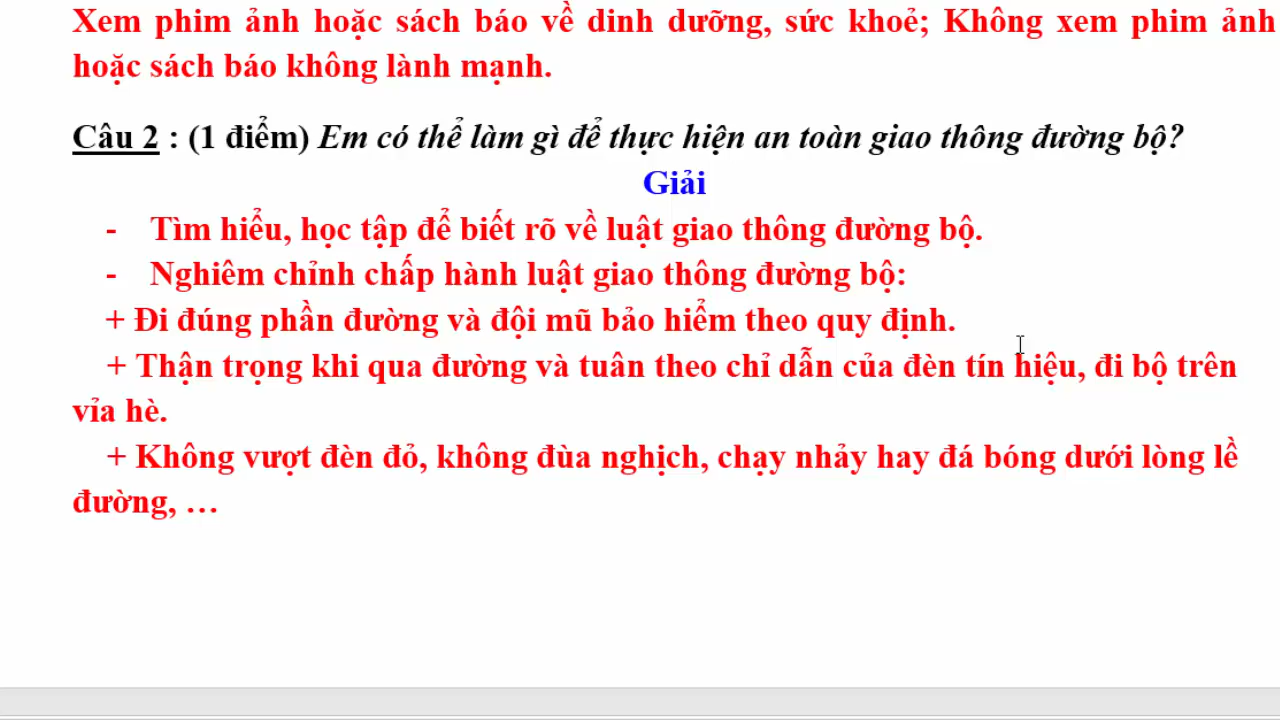 Xem phim ảnh hoặc sách báo về dinh dưỡng, sức khoẻ; Không xem phim ảnh
hoặc sách báo không lành mạnh.
Câu 2 : (1 điểm) Em có thể làm gì để thực hiện an toàn giao thông đường bộ?
Giải
- Tìm hiểu, học tập để biết rõ về luật giao thông đường bộ.
- Nghiêm chỉnh chấp hành luật giao thông đường bộ:
+ Đi đúng phần đường và đội mũ bảo hiểm theo quy định.
+ Thận trọng khi qua đường và tuân theo chỉ dẫn của đèn tín hiệu, đi bộ trên
vỉa hè.
+ Không vượt đèn đỏ, không đùa nghịch, chạy nhảy hay đá bóng dưới lòng lề
đường, …